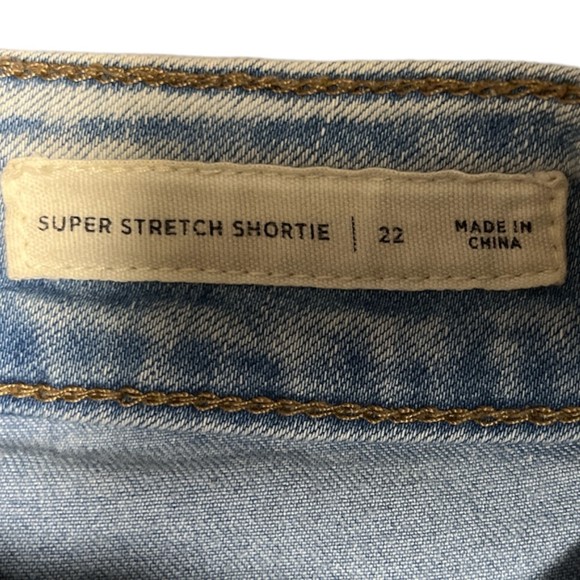 SUPER STRETCH SHORTIE | 22 MADE IN
CHINA